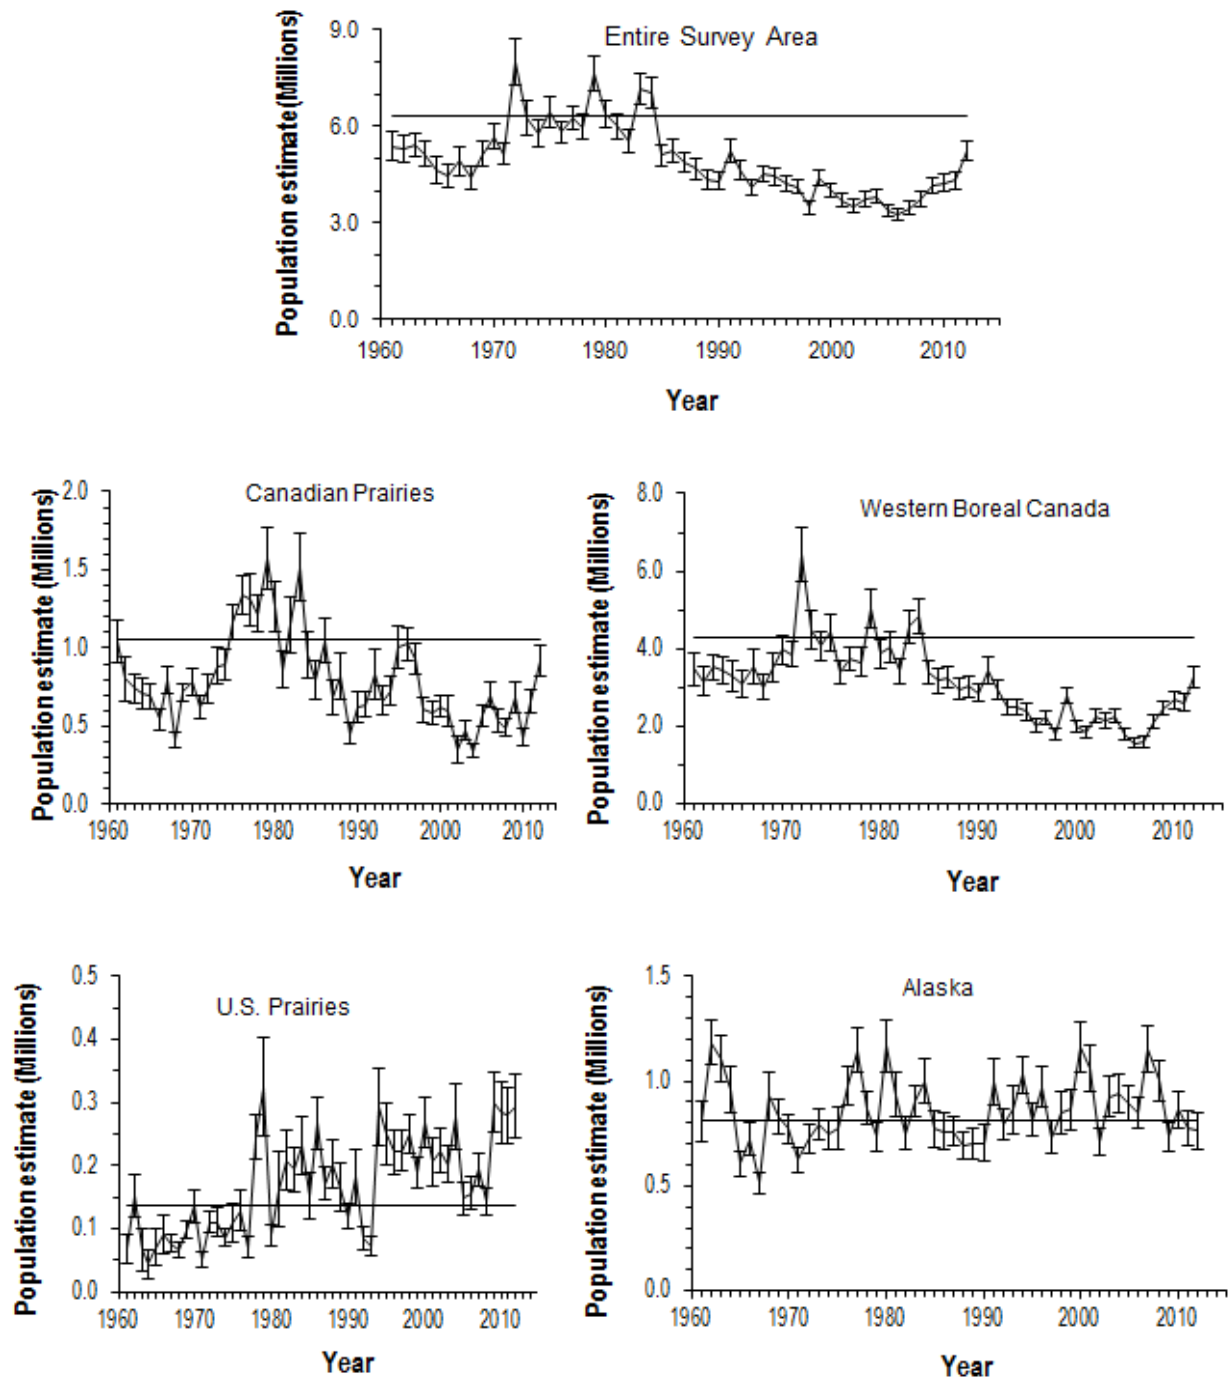 Entire Survey Area
Population estimate(Millions)
9.0
6.0
3.0
0.0
1960 1970 1980 1990 2000 2010
Year
Canadian Prairies
Population estimate (Millions)
2.0
1.5
1.0
0.5
0.0
1960 1970 1980 1990 2000 2010
Year
Western Boreal Canada
Population estimate (Millions)
8.0
6.0
4.0
2.0
0.0
1960 1970 1980 1990 2000 2010
Year
U.S. Prairies
Population estimate (Millions)
0.5
0.4
0.3
0.2
0.1
0.0
1960 1970 1980 1990 2000 2010
Year
Alaska
Population estimate (Millions)
1.5
1.0
0.5
0.0
1960 1970 1980 1990 2000 2010
Year